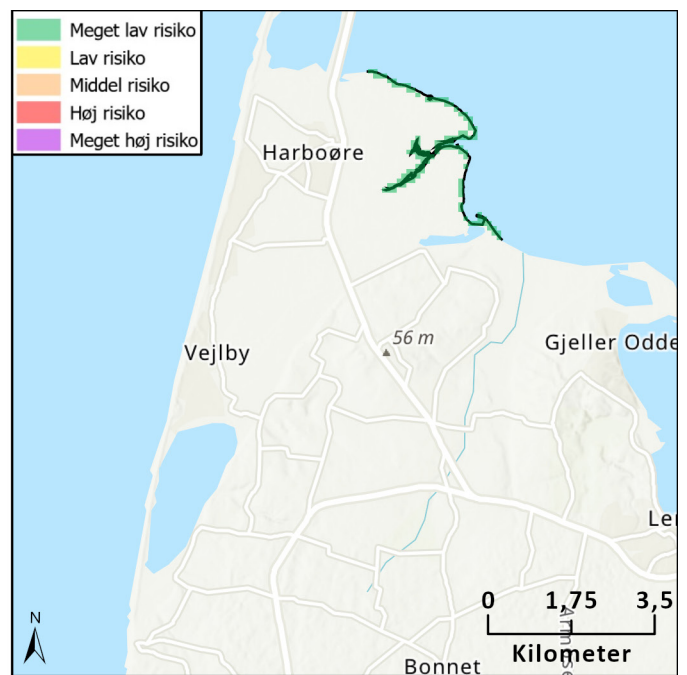 Meget lav risiko
Lav risiko
Middel risiko
Høj risiko
Meget høj risiko
Harboøre
56 m
Vejlby
Gjeller Odde
Ler
0 1,75 3,5
Kilometer
N
Bonnet